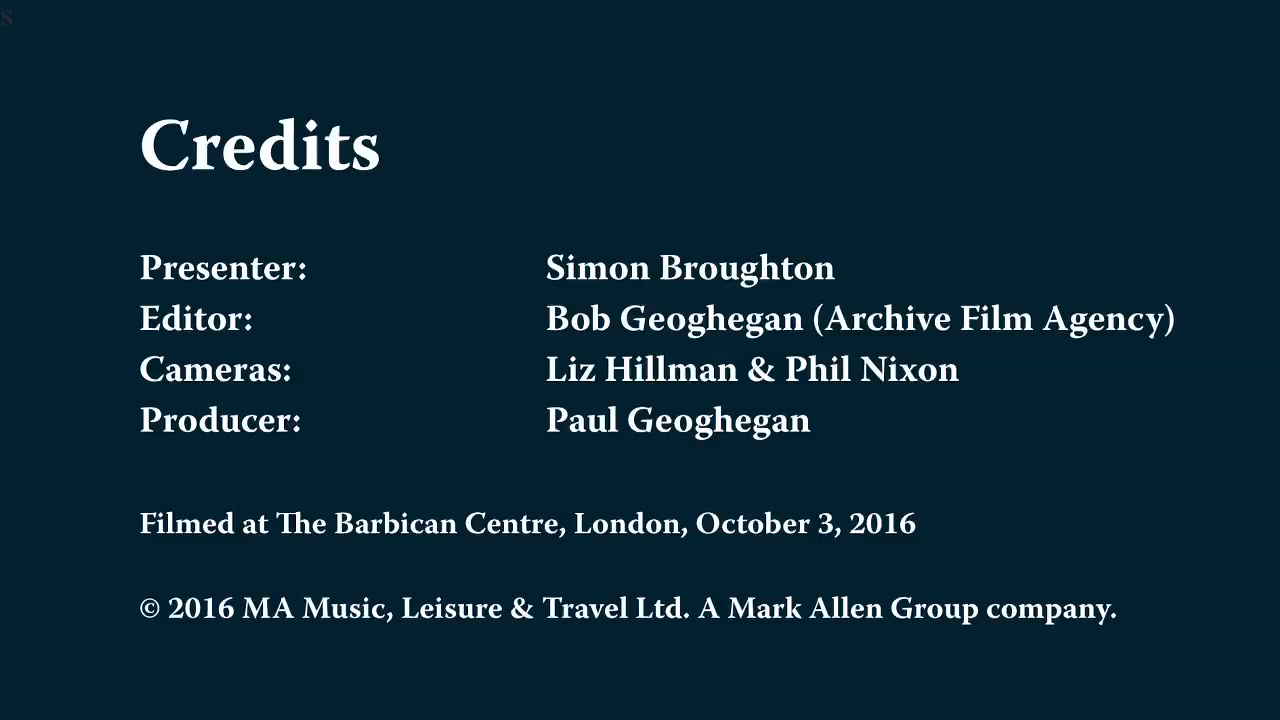 S
Credits
Presenter: Simon Broughton
Editor: Bob Geoghegan (Archive Film Agency)
Cameras: Liz Hillman & Phil Nixon
Producer: Paul Geoghegan
Filmed at The Barbican Centre, London, October 3, 2016
© 2016 MA Music, Leisure & Travel Ltd. A Mark Allen Group company.